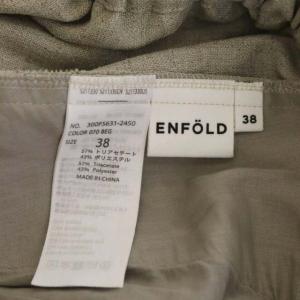 NO. 300FS631-2450
COLOR 070 BEG
SIZE 38
57% トリアセテート
43% ポリエステル
57% Triacetate
43% Polyester
MADE IN CHINA
ENFÖLD
38